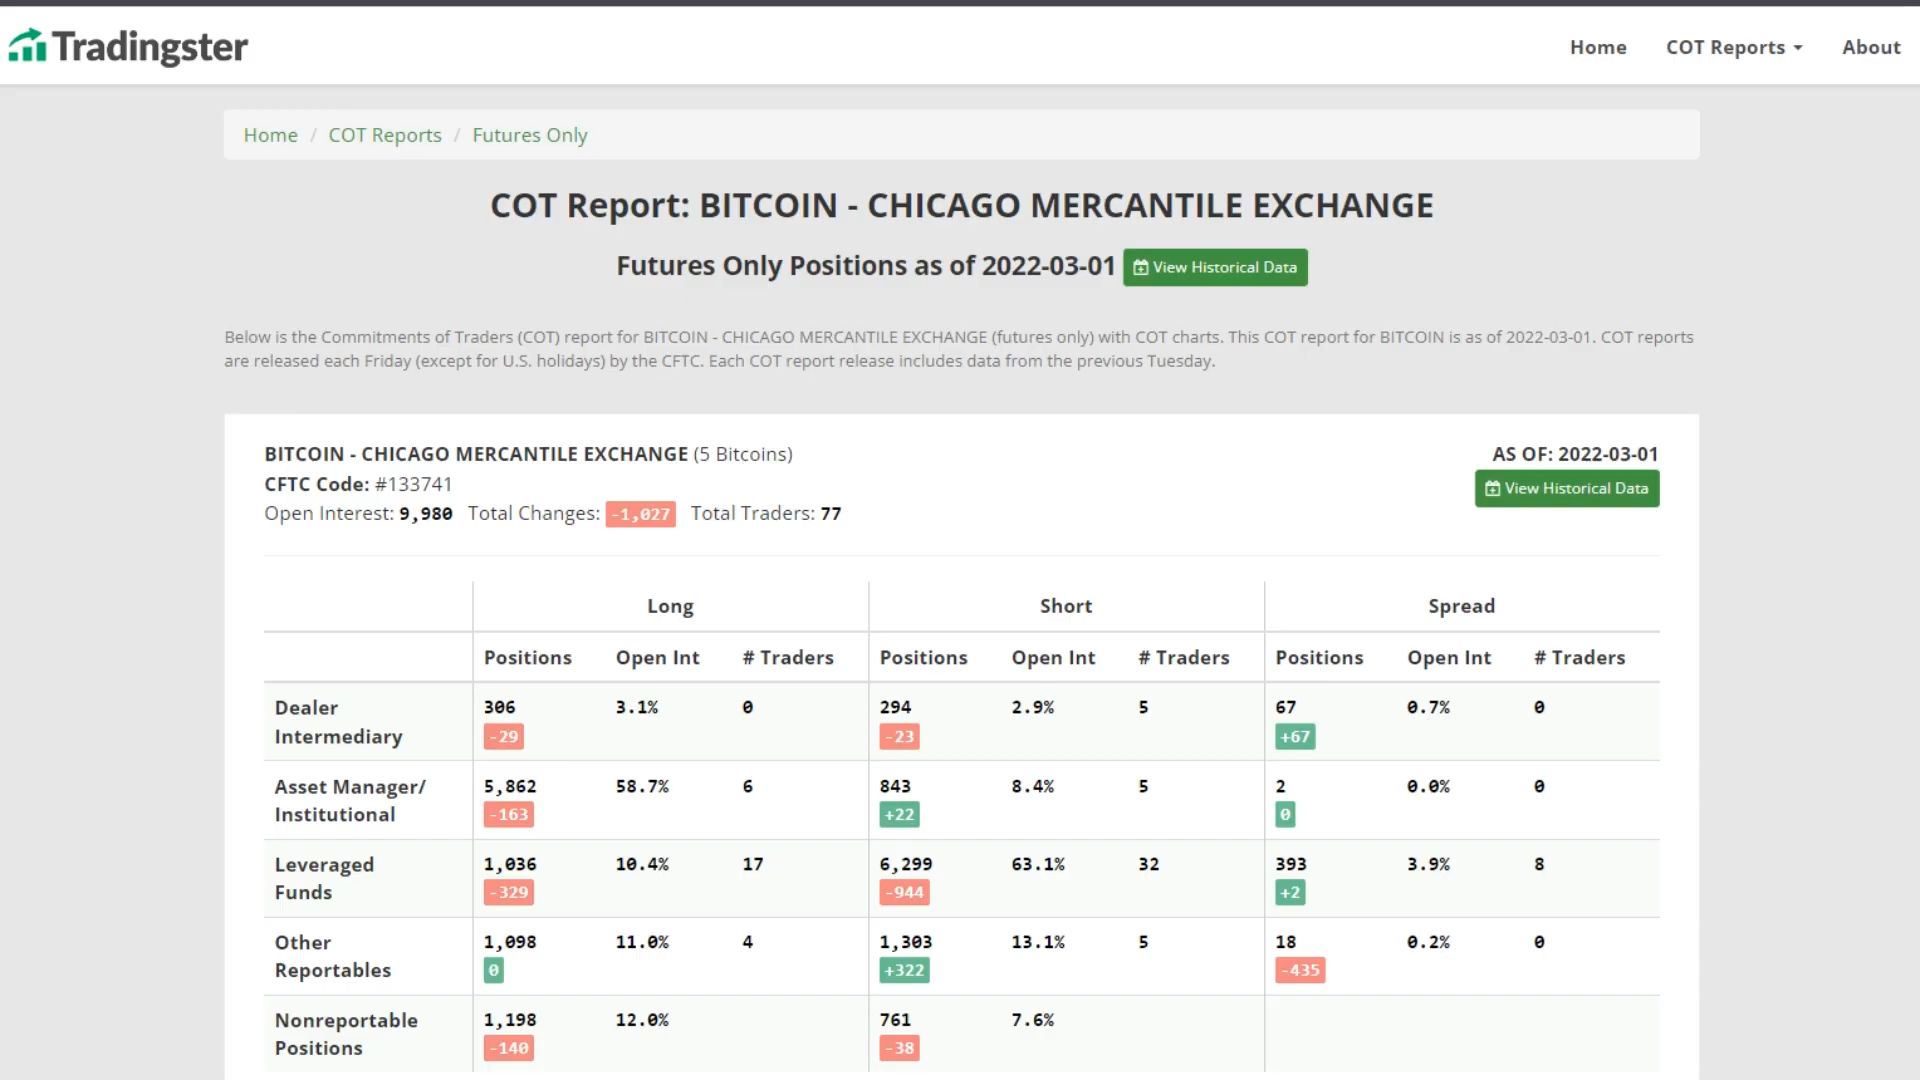 Tradingster
Home COT Reports About
Home / COT Reports / Futures Only
COT Report: BITCOIN - CHICAGO MERCANTILE EXCHANGE
Futures Only Positions as of 2022-03-01 View Historical Data
Below is the Commitments of Traders (COT) report for BITCOIN - CHICAGO MERCANTILE EXCHANGE (futures only) with COT charts. This COT report for BITCOIN is as of 2022-03-01. COT reports
are released each Friday (except for U.S. holidays) by the CFTC. Each COT report release includes data from the previous Tuesday.
BITCOIN - CHICAGO MERCANTILE EXCHANGE (5 Bitcoins) AS OF: 2022-03-01
CFTC Code: #133741 View Historical Data
Open Interest: 9,980 Total Changes: -1,027 Total Traders: 77
Long Short Spread
Positions Open Int # Traders Positions Open Int # Traders Positions Open Int # Traders
Dealer 306 3.1% 0 294 2.9% 5 67 0.7% 0
Intermediary -29 -23 +67
Asset Manager/ 5,862 58.7% 6 843 8.4% 5 2 0.0% 0
Institutional -163 +22 0
Leveraged 1,036 10.4% 17 6,299 63.1% 32 393 3.9% 8
Funds -329 -944 +2
Other 1,098 11.0% 4 1,303 13.1% 5 18 0.2% 0
Reportables 0 +322 -435
Nonreportable 1,198 12.0% 761 7.6%
Positions -140 -38